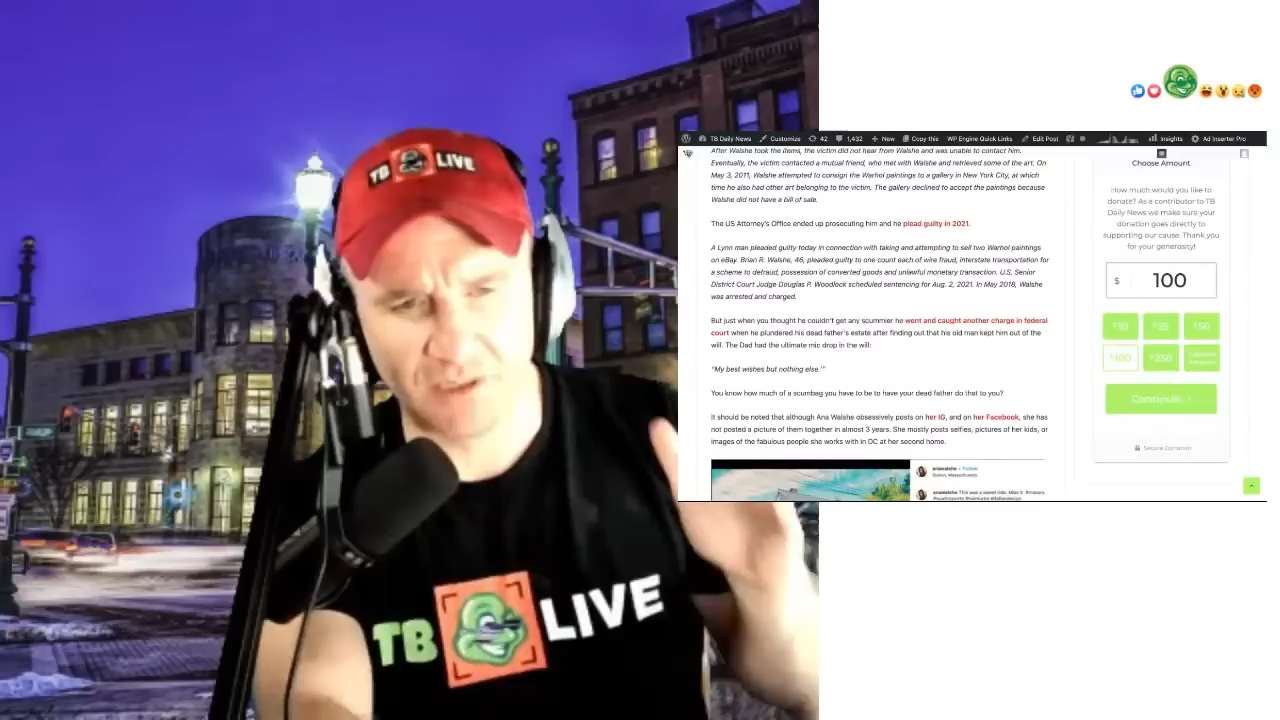 TB LIVE
TB LIVE
TB Daily News
Customize
42
1,432
New
Copy this
WP Engine Quick Links
Edit Post
Insights
Ad Inserter Pro
After Walshe took the items, the victim did not hear from Walshe and was unable to contact him.
Eventually, the victim contacted a mutual friend, who met with Walshe and retrieved some of the art. On
May 3, 2011, Walshe attempted to consign the Warhol paintings to a gallery in New York City, at which
time he also had other art belonging to the victim. The gallery declined to accept the paintings because
Walshe did not have a bill of sale.
The US Attorney's Office ended up prosecuting him and he plead guilty in 2021.
A Lynn man pleaded guilty today in connection with taking and attempting to sell two Warhol paintings
on eBay. Brian R. Walshe, 46, pleaded guilty to one count each of wire fraud, interstate transportation for
a scheme to defraud, possession of converted goods and unlawful monetary transaction. U.S. Senior
District Court Judge Douglas P. Woodlock scheduled sentencing for Aug. 2, 2021. In May 2018, Walshe
was arrested and charged.
But just when you thought he couldn't get any scummier he went and caught another charge in federal
court when he plundered his dead father's estate after finding out that his old man kept him out of the
will. The Dad had the ultimate mic drop in the will:
"My best wishes but nothing else.'"
You know how much of a scumbag you have to be to have your dead father do that to you?
It should be noted that although Ana Walshe obsessively posts on her IG, and on her Facebook, she has
not posted a picture of them together in almost 3 years. She mostly posts selfies, pictures of her kids, or
images of the fabulous people she works with in DC at her second home.
anawalshe • Follow
Boston, Massachusetts
Choose Amount
How much would you like to
donate? As a contributor to TB
Daily News we make sure your
donation goes directly to
supporting our cause. Thank you
for your generosity!
$ 100
$10 $25 $50
$100 $250
Continue
Secure Donation